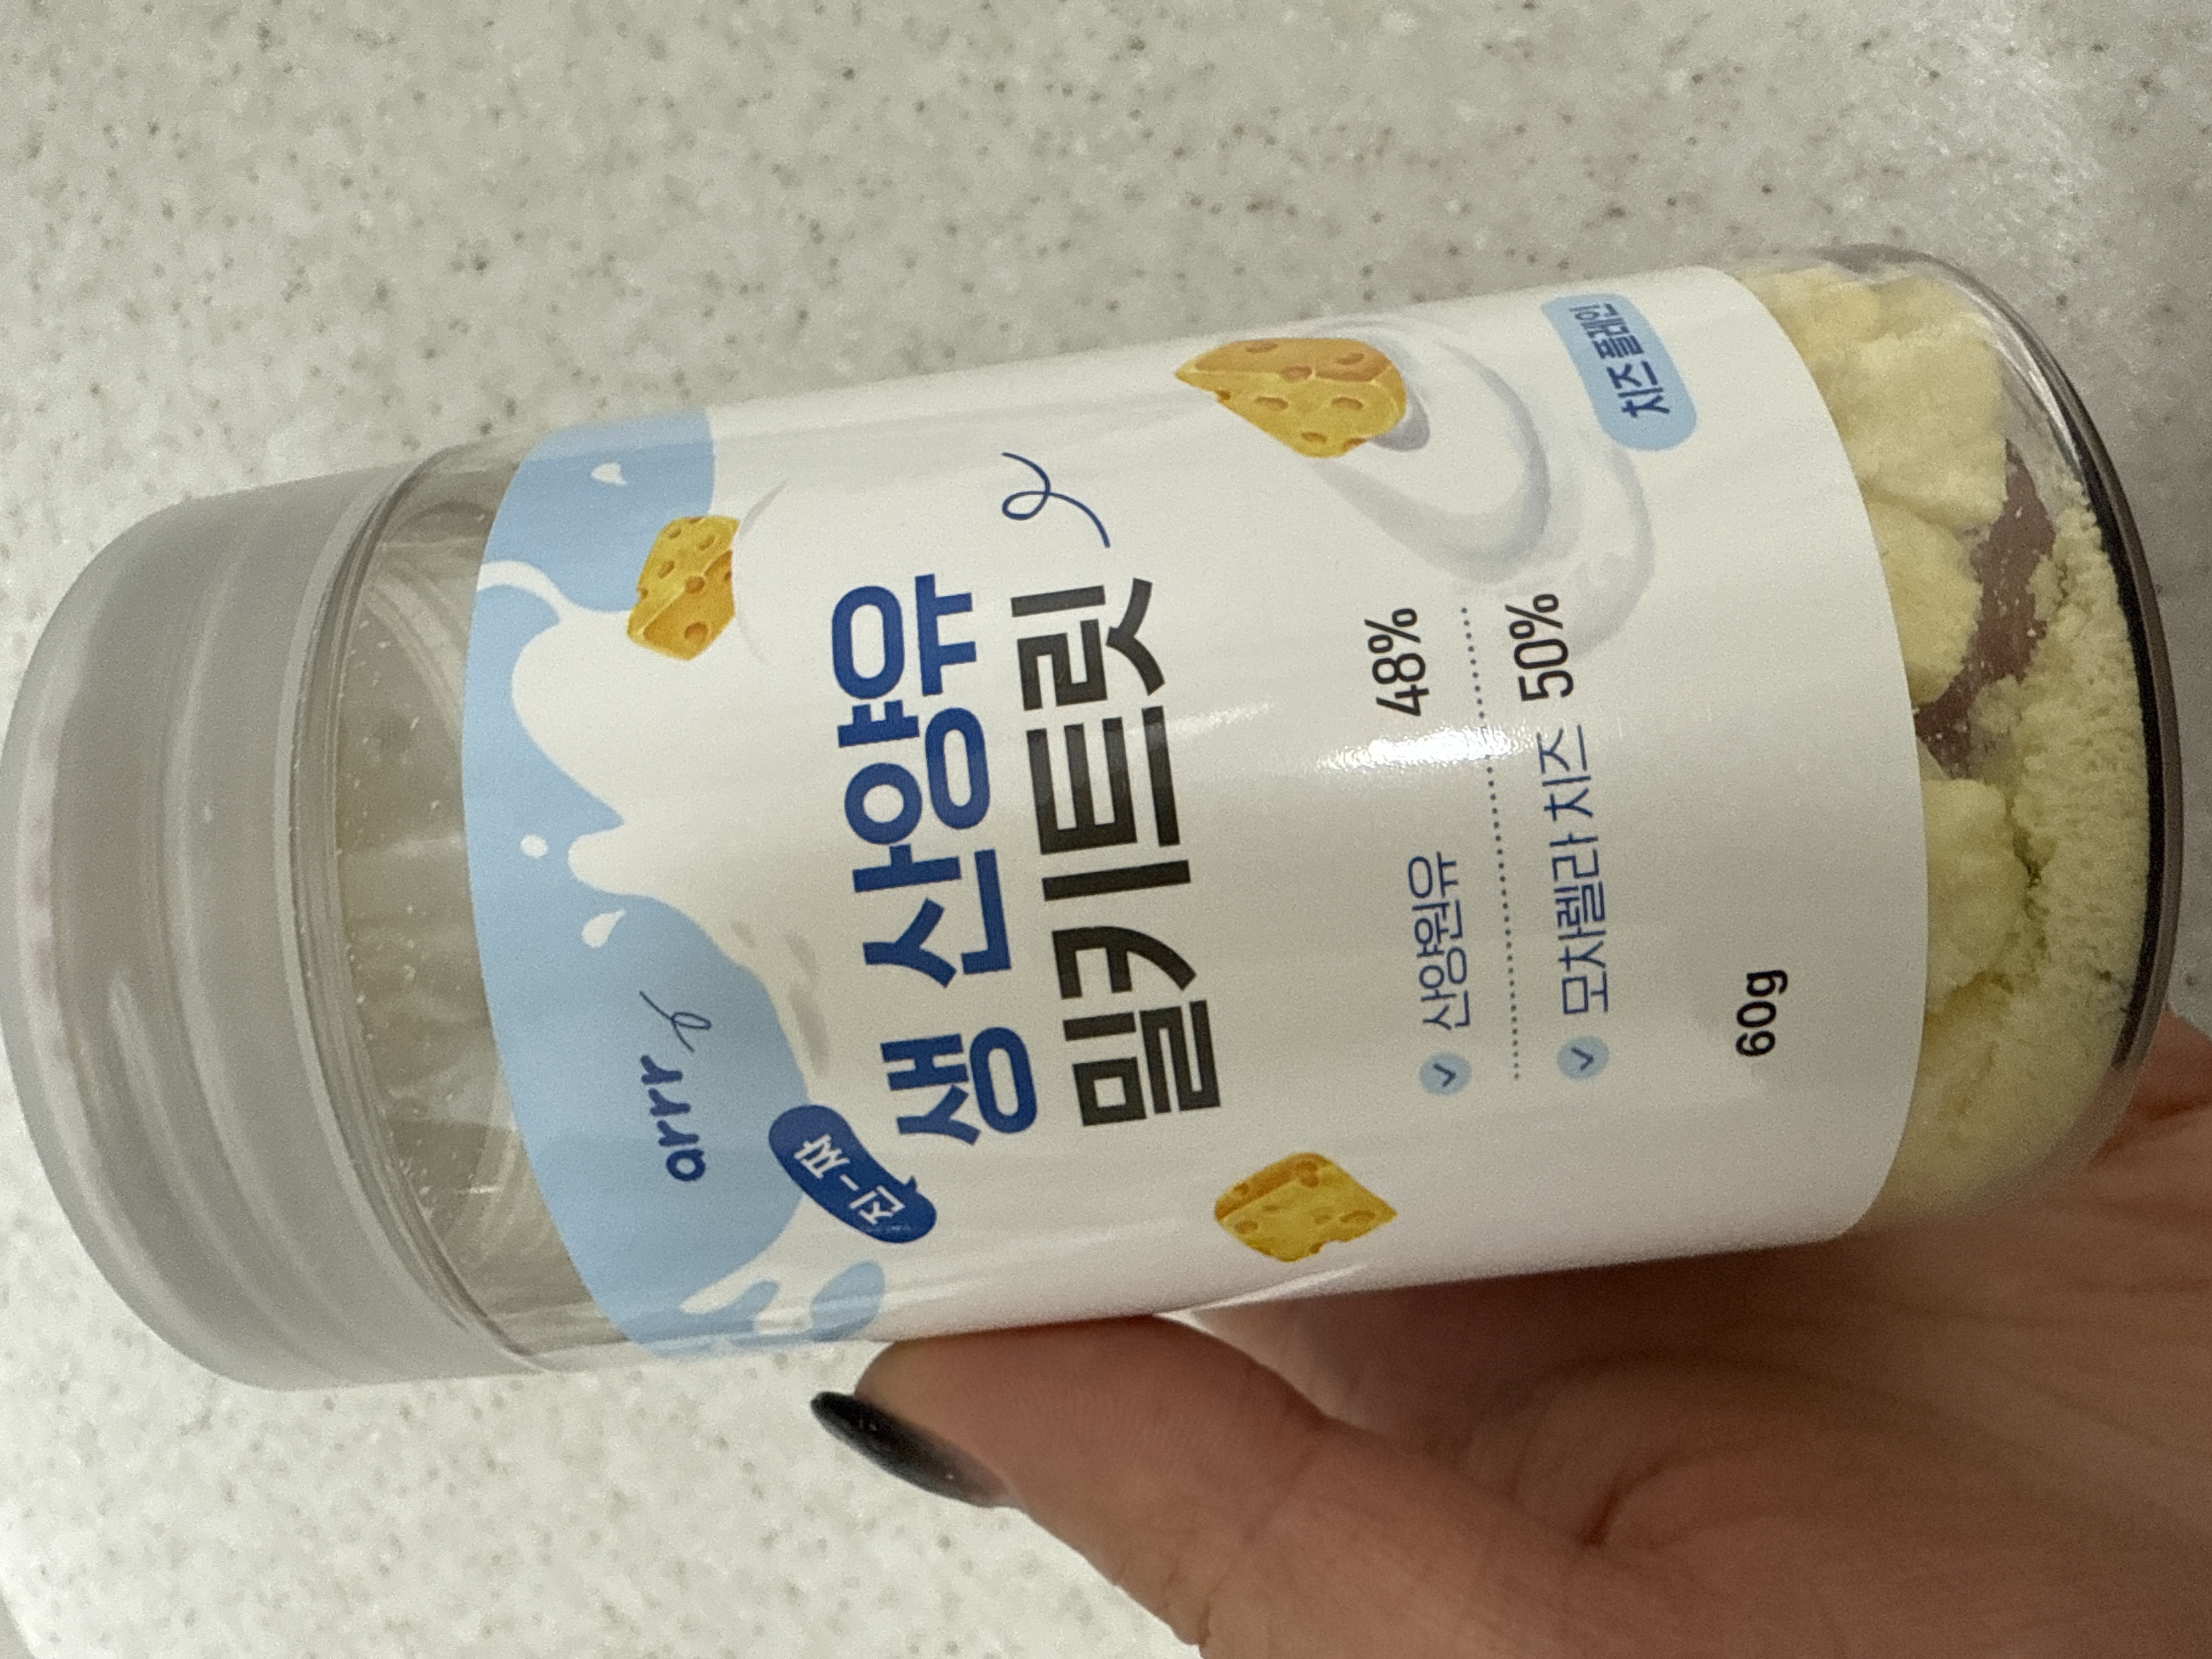 arrr
진-짜
생 산양유
밀키트릿
산양원유 48%
모차렐라 치즈 50%
60g
치즈 플레인